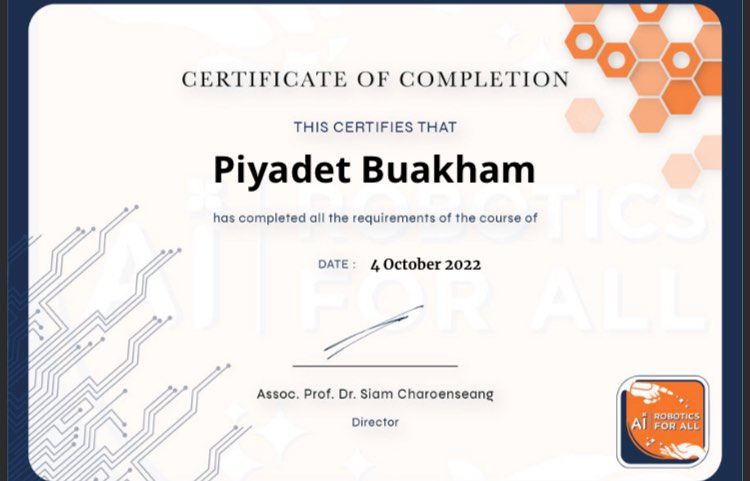 CERTIFICATE OF COMPLETION
THIS CERTIFIES THAT
Piyadet Buakham
has completed all the requirements of the course of
Ai ROBOTICS
FOR ALL
DATE : 4 October 2022
Assoc. Prof. Dr. Siam Charoenseang
Director
Ai ROBOTICS
FOR ALL